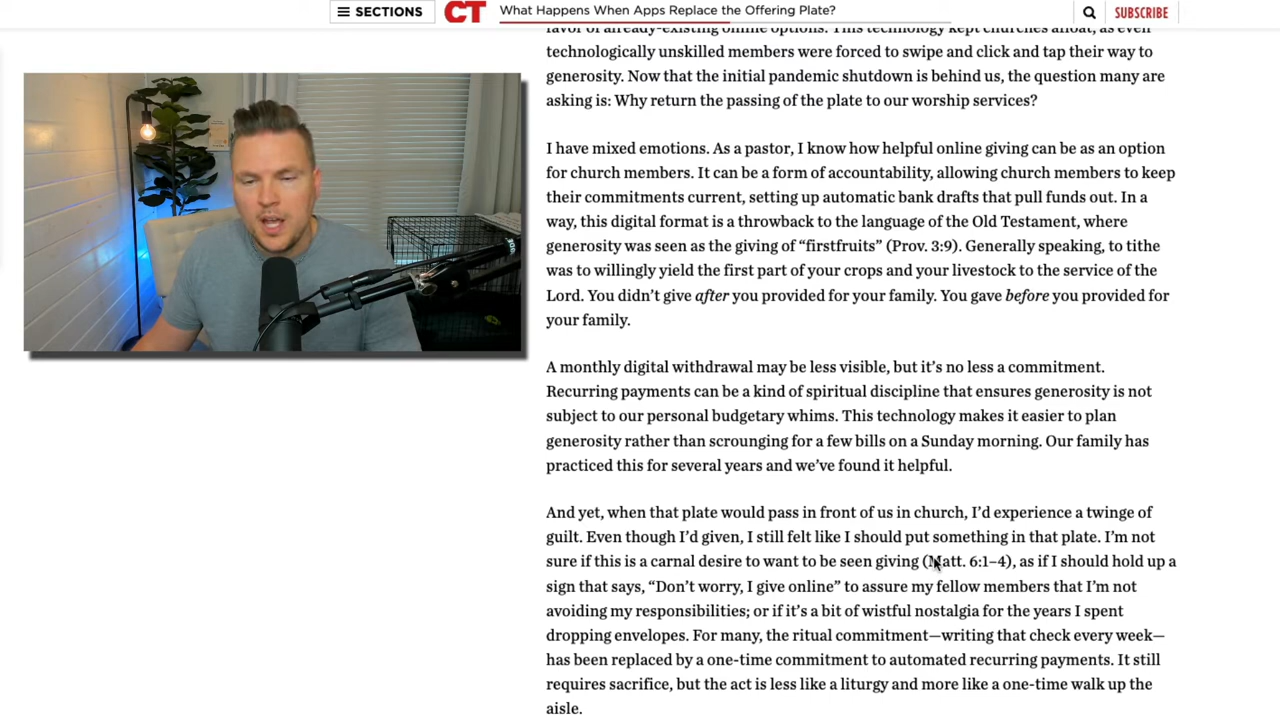 SECTIONS
CT
What Happens When Apps Replace the Offering Plate?
SUBSCRIBE
favor of already-existing online options. This technology kept churches afloat, as even
technologically unskilled members were forced to swipe and click and tap their way to
generosity. Now that the initial pandemic shutdown is behind us, the question many are
asking is: Why return the passing of the plate to our worship services?
I have mixed emotions. As a pastor, I know how helpful online giving can be as an option
for church members. It can be a form of accountability, allowing church members to keep
their commitments current, setting up automatic bank drafts that pull funds out. In a
way, this digital format is a throwback to the language of the Old Testament, where
generosity was seen as the giving of “firstfruits” (Prov. 3:9). Generally speaking, to tithe
was to willingly yield the first part of your crops and your livestock to the service of the
Lord. You didn’t give after you provided for your family. You gave before you provided for
your family.
A monthly digital withdrawal may be less visible, but it’s no less a commitment.
Recurring payments can be a kind of spiritual discipline that ensures generosity is not
subject to our personal budgetary whims. This technology makes it easier to plan
generosity rather than scrounging for a few bills on a Sunday morning. Our family has
practiced this for several years and we’ve found it helpful.
And yet, when that plate would pass in front of us in church, I’d experience a twinge of
guilt. Even though I’d given, I still felt like I should put something in that plate. I’m not
sure if this is a carnal desire to want to be seen giving (Matt. 6:1–4), as if I should hold up a
sign that says, “Don’t worry, I give online” to assure my fellow members that I’m not
avoiding my responsibilities; or if it’s a bit of wistful nostalgia for the years I spent
dropping envelopes. For many, the ritual commitment—writing that check every week—
has been replaced by a one-time commitment to automated recurring payments. It still
requires sacrifice, but the act is less like a liturgy and more like a one-time walk up the
aisle.